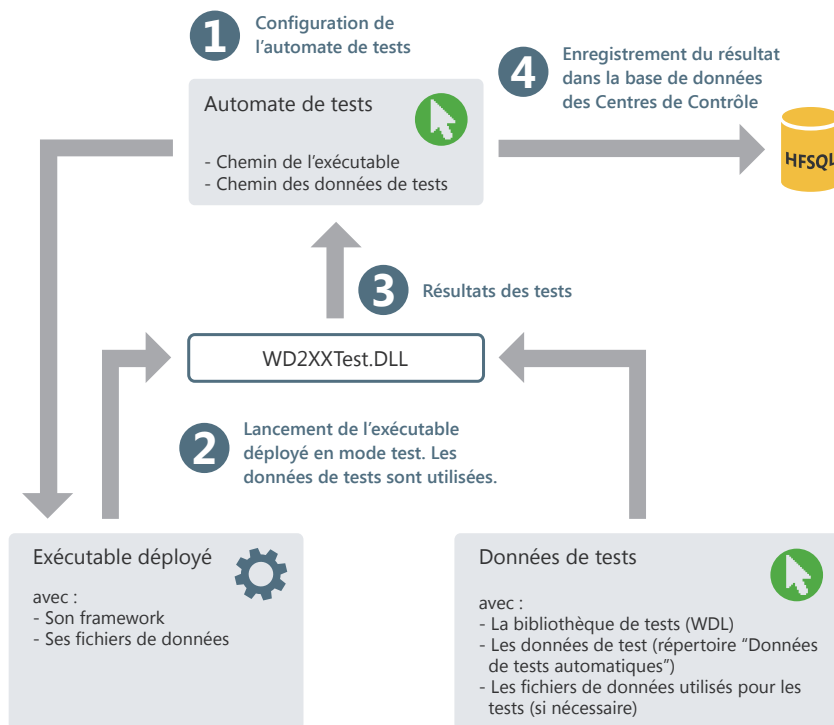 1
Configuration de
l'automate de tests
4
Enregistrement du résultat
dans la base de données
des Centres de Contrôle
Automate de tests
- Chemin de l'exécutable
- Chemin des données de tests
HFSQL
3
Résultats des tests
WD2XXTest.DLL
2
Lancement de l'exécutable
déployé en mode test. Les
données de tests sont utilisées.
Exécutable déployé
avec :
- Son framework
- Ses fichiers de données
Données de tests
avec :
- La bibliothèque de tests (WDL)
- Les données de test (répertoire "Données
de tests automatiques")
- Les fichiers de données utilisés pour les
tests (si nécessaire)